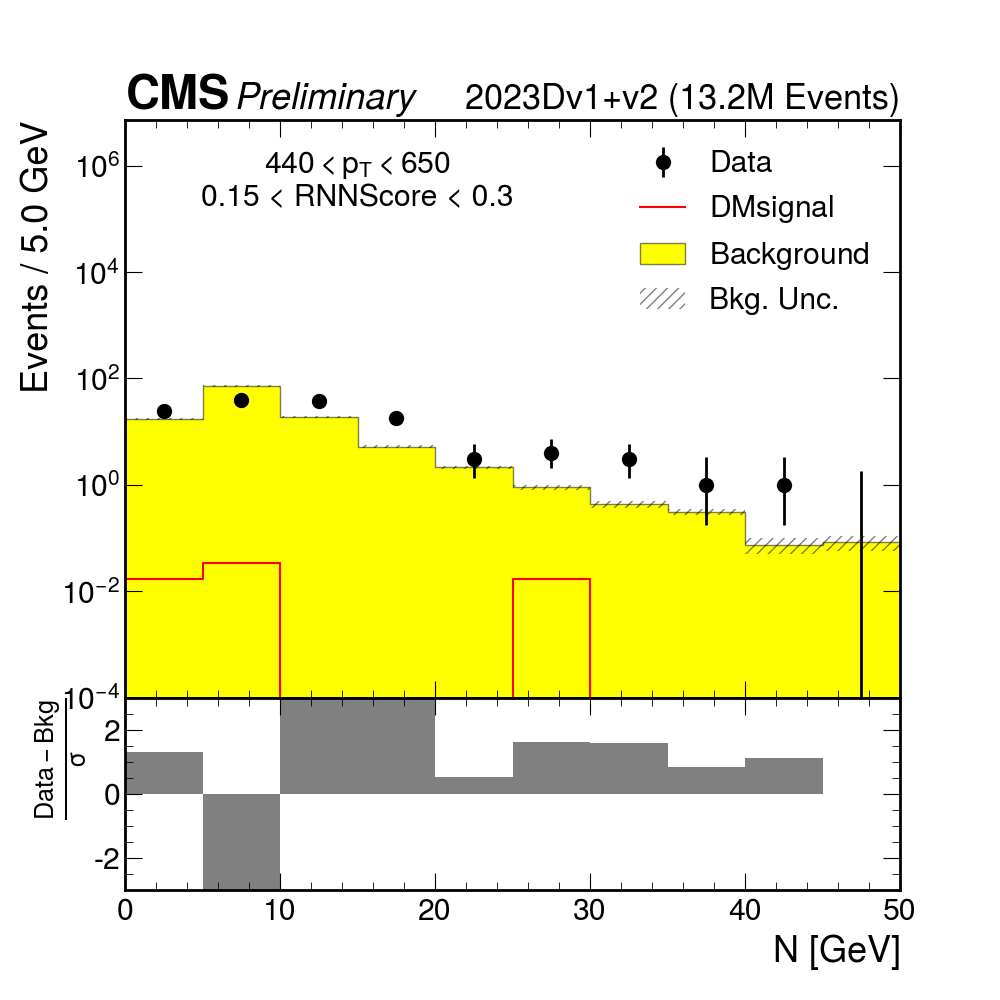 CMS Preliminary 2023Dv1+v2 (13.2M Events)
Events / 5.0 GeV
440 < p_T < 650
0.15 < RNNScore < 0.3
Data
DMsignal
Background
Bkg. Unc.
10^6
10^4
10^2
10^0
10^−2
10^−4
Data − Bkg
σ
2
0
-2
0 10 20 30 40 50
N [GeV]